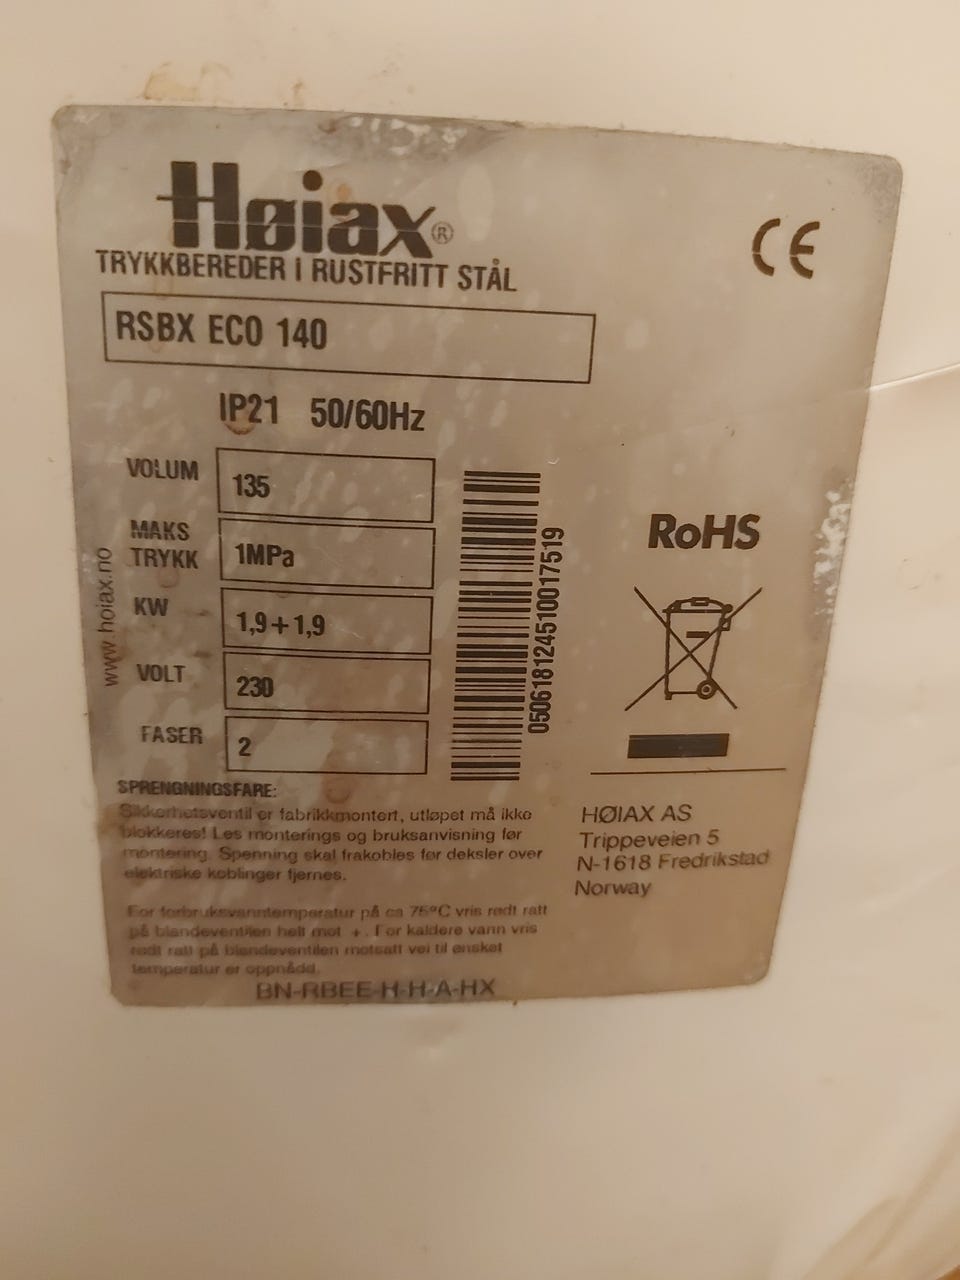 Høiax®
TRYKKBEREDER I RUSTFRITT STÅL
CE
RSBX ECO 140
IP21 50/60Hz
VOLUM 135
MAKS TRYKK 1MPa
KW 1,9+1,9
VOLT 230
FASER 2
www.hoiax.no
050618124510017519
RoHS
SPRENGNINGSFARE:
Sikkerhetsventil er fabrikkmontert, utløpet må ikke
blokkeres! Les monterings og bruksanvisning før
montering. Spenning skal frakobles før deksler over
elektriske koblinger fjernes.
For forbruksvanntemperatur på ca 75°C vris rødt ratt
på blandeventilen helt mot +. For kaldere vann vris
rødt ratt på blandeventilen motsatt vei til ønsket
temperatur er oppnådd.
BN-RBEE-H-H-A-HX
HØIAX AS
Trippeveien 5
N-1618 Fredrikstad
Norway